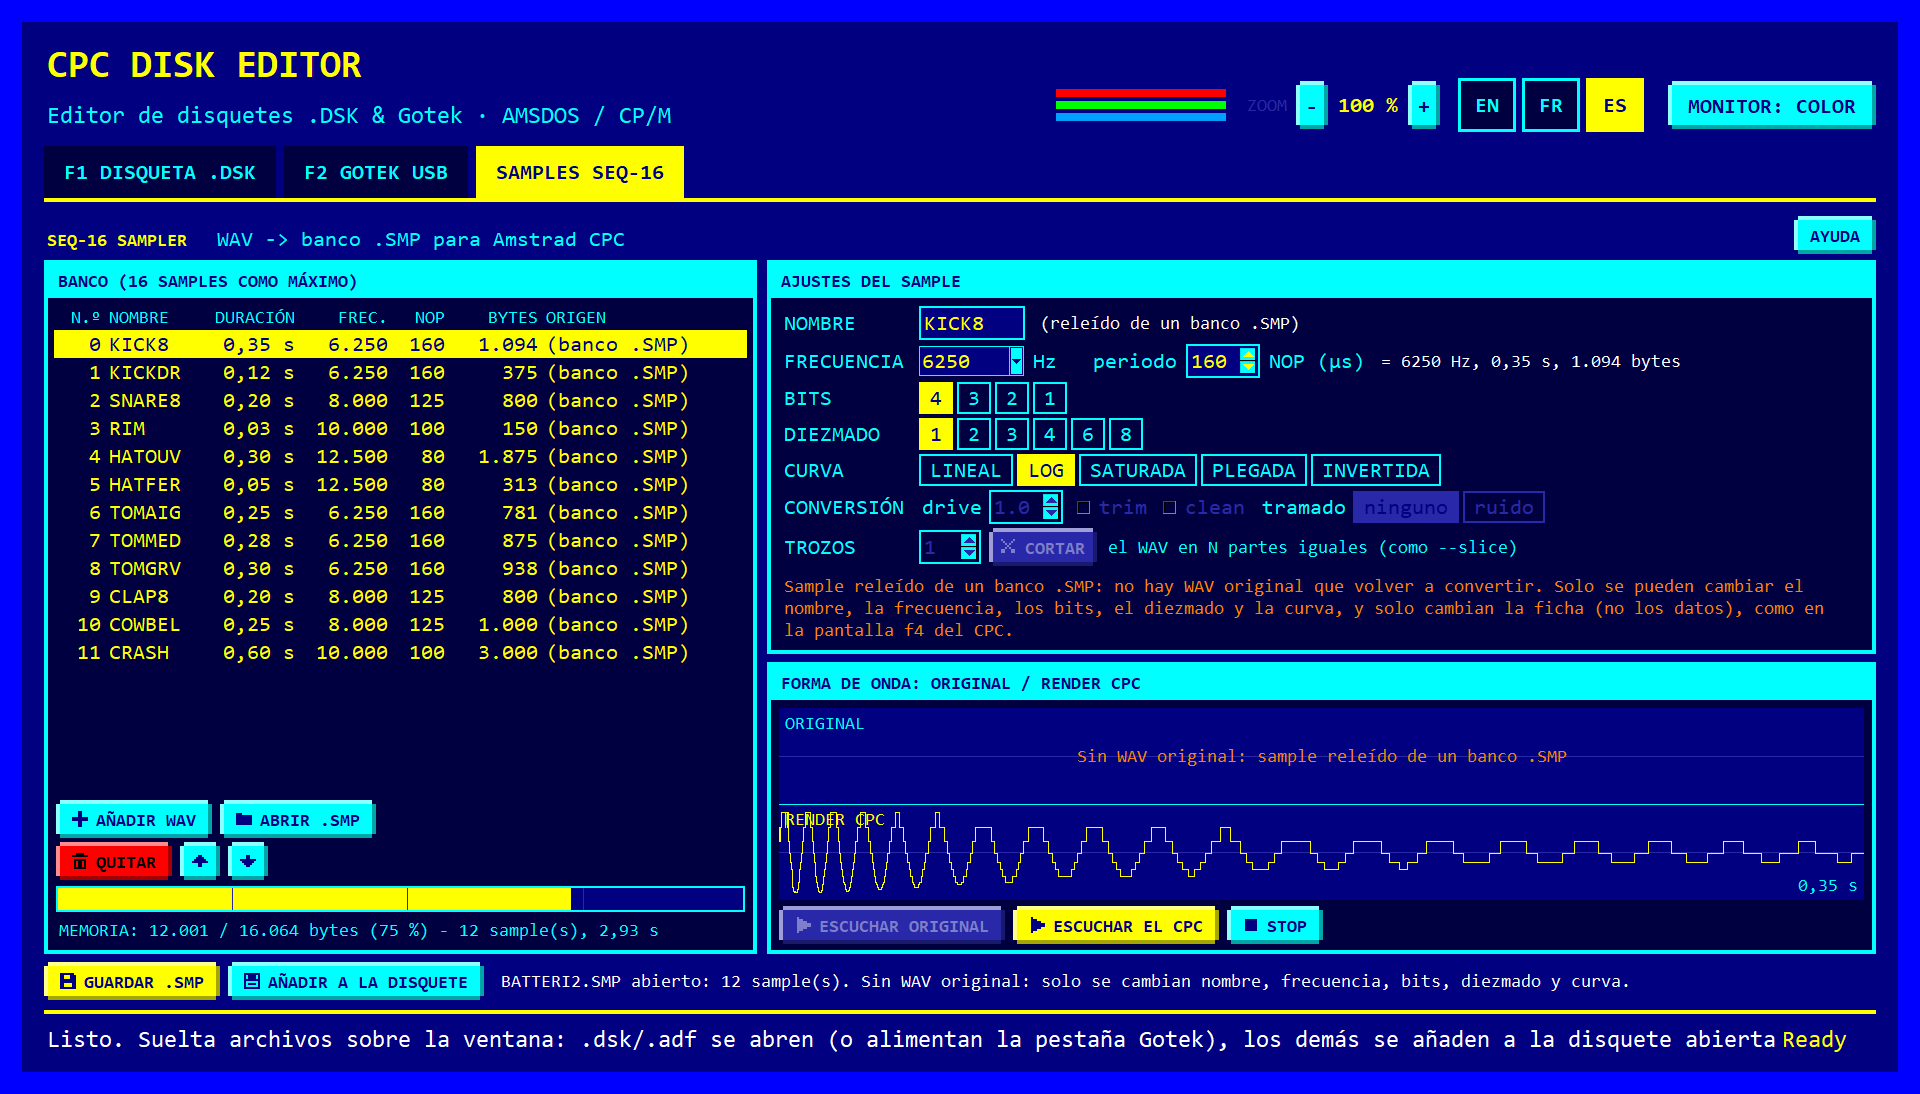 CPC DISK EDITOR
Editor de disquetes .DSK & Gotek · AMSDOS / CP/M
ZOOM - 100 % + EN FR ES MONITOR: COLOR
F1 DISQUETA .DSK F2 GOTEK USB SAMPLES SEQ-16
SEQ-16 SAMPLER WAV -> banco .SMP para Amstrad CPC AYUDA
BANCO (16 SAMPLES COMO MÁXIMO)
N.º NOMBRE DURACIÓN FREC. NOP BYTES ORIGEN
0 KICK8 0,35 s 6.250 160 1.094 (banco .SMP)
1 KICKDR 0,12 s 6.250 160 375 (banco .SMP)
2 SNARE8 0,20 s 8.000 125 800 (banco .SMP)
3 RIM 0,03 s 10.000 100 150 (banco .SMP)
4 HATOUV 0,30 s 12.500 80 1.875 (banco .SMP)
5 HATFER 0,05 s 12.500 80 313 (banco .SMP)
6 TOMAIG 0,25 s 6.250 160 781 (banco .SMP)
7 TOMMED 0,28 s 6.250 160 875 (banco .SMP)
8 TOMGRV 0,30 s 6.250 160 938 (banco .SMP)
9 CLAP8 0,20 s 8.000 125 800 (banco .SMP)
10 COWBEL 0,25 s 8.000 125 1.000 (banco .SMP)
11 CRASH 0,60 s 10.000 100 3.000 (banco .SMP)
AÑADIR WAV ABRIR .SMP
QUITAR
MEMORIA: 12.001 / 16.064 bytes (75 %) - 12 sample(s), 2,93 s
AJUSTES DEL SAMPLE
NOMBRE KICK8 (releído de un banco .SMP)
FRECUENCIA 6250 Hz periodo 160 NOP (µs) = 6250 Hz, 0,35 s, 1.094 bytes
BITS 4 3 2 1
DIEZMADO 1 2 3 4 6 8
CURVA LINEAL LOG SATURADA PLEGADA INVERTIDA
CONVERSIÓN drive 1.0 trim clean tramado ninguno ruido
TROZOS 1 CORTAR el WAV en N partes iguales (como --slice)
Sample releído de un banco .SMP: no hay WAV original que volver a convertir. Solo se pueden cambiar el
nombre, la frecuencia, los bits, el diezmado y la curva, y solo cambian la ficha (no los datos), como en
la pantalla f4 del CPC.
FORMA DE ONDA: ORIGINAL / RENDER CPC
ORIGINAL
Sin WAV original: sample releído de un banco .SMP
RENDER CPC
0,35 s
ESCUCHAR ORIGINAL ESCUCHAR EL CPC STOP
GUARDAR .SMP AÑADIR A LA DISQUETE BATTERI2.SMP abierto: 12 sample(s). Sin WAV original: solo se cambian nombre, frecuencia, bits, diezmado y curva.
Listo. Suelta archivos sobre la ventana: .dsk/.adf se abren (o alimentan la pestaña Gotek), los demás se añaden a la disquete abierta Ready